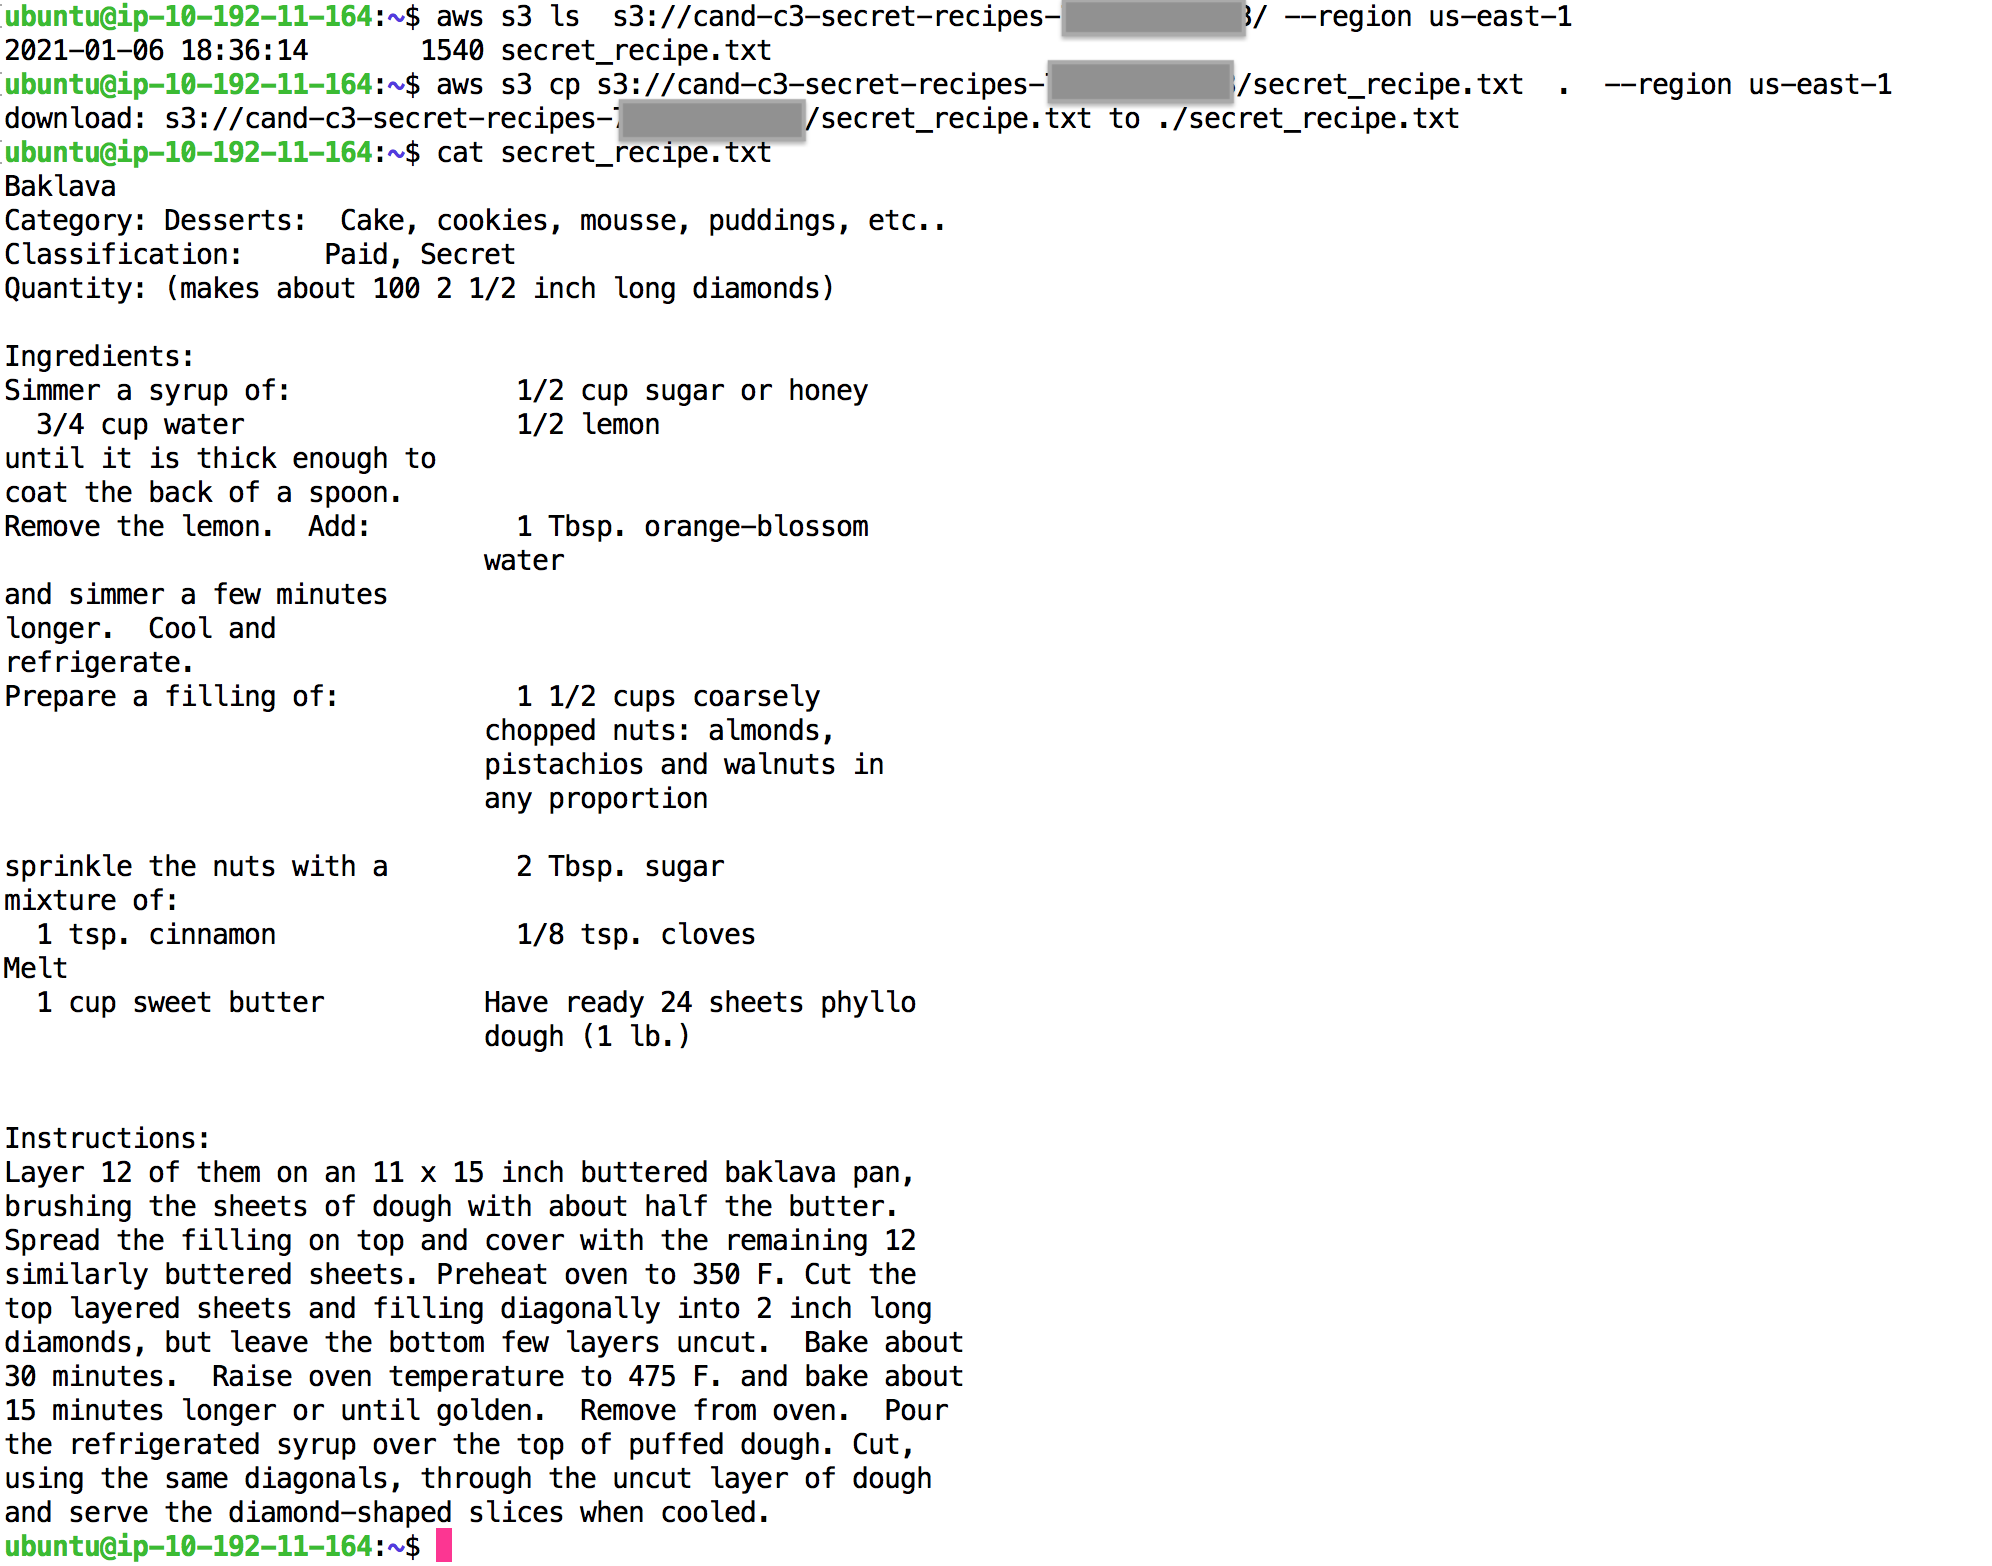 ubuntu@ip-10-192-11-164:~$ aws s3 ls  s3://cand-c3-secret-recipes-        / --region us-east-1
2021-01-06 18:36:14       1540 secret_recipe.txt
ubuntu@ip-10-192-11-164:~$ aws s3 cp s3://cand-c3-secret-recipes-        /secret_recipe.txt  .  --region us-east-1
download: s3://cand-c3-secret-recipes-        /secret_recipe.txt to ./secret_recipe.txt
ubuntu@ip-10-192-11-164:~$ cat secret_recipe.txt
Baklava
Category: Desserts:  Cake, cookies, mousse, puddings, etc..
Classification:     Paid, Secret
Quantity: (makes about 100 2 1/2 inch long diamonds)

Ingredients:
Simmer a syrup of:              1/2 cup sugar or honey
  3/4 cup water                 1/2 lemon
until it is thick enough to
coat the back of a spoon.
Remove the lemon.  Add:         1 Tbsp. orange-blossom
                              water
and simmer a few minutes
longer.  Cool and
refrigerate.
Prepare a filling of:           1 1/2 cups coarsely
                              chopped nuts: almonds,
                              pistachios and walnuts in
                              any proportion

sprinkle the nuts with a        2 Tbsp. sugar
mixture of:
  1 tsp. cinnamon               1/8 tsp. cloves
Melt
  1 cup sweet butter          Have ready 24 sheets phyllo
                              dough (1 lb.)

Instructions:
Layer 12 of them on an 11 x 15 inch buttered baklava pan,
brushing the sheets of dough with about half the butter.
Spread the filling on top and cover with the remaining 12
similarly buttered sheets. Preheat oven to 350 F. Cut the
top layered sheets and filling diagonally into 2 inch long
diamonds, but leave the bottom few layers uncut.  Bake about
30 minutes.  Raise oven temperature to 475 F. and bake about
15 minutes longer or until golden.  Remove from oven.  Pour
the refrigerated syrup over the top of puffed dough. Cut,
using the same diagonals, through the uncut layer of dough
and serve the diamond-shaped slices when cooled.
ubuntu@ip-10-192-11-164:~$